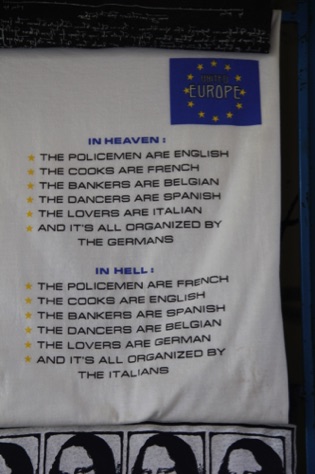 UNITED
EUROPE
IN HEAVEN :
THE POLICEMEN ARE ENGLISH
THE COOKS ARE FRENCH
THE BANKERS ARE BELGIAN
THE DANCERS ARE SPANISH
THE LOVERS ARE ITALIAN
AND IT'S ALL ORGANIZED BY
THE GERMANS
IN HELL :
THE POLICEMEN ARE FRENCH
THE COOKS ARE ENGLISH
THE BANKERS ARE SPANISH
THE DANCERS ARE BELGIAN
THE LOVERS ARE GERMAN
AND IT'S ALL ORGANIZED BY
THE ITALIANS